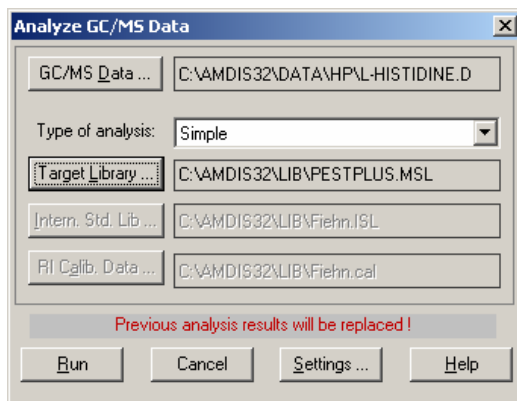 Analyze GC/MS Data
GC/MS Data ... C:\AMDIS32\DATA\HP\L-HISTIDINE.D
Type of analysis: Simple
Target Library ... C:\AMDIS32\LIB\PESTPLUS.MSL
Intern. Std. Lib ... C:\AMDIS32\LIB\Fiehn.ISL
RI Calib. Data ... C:\AMDIS32\LIB\Fiehn.cal
Previous analysis results will be replaced !
Run Cancel Settings ... Help